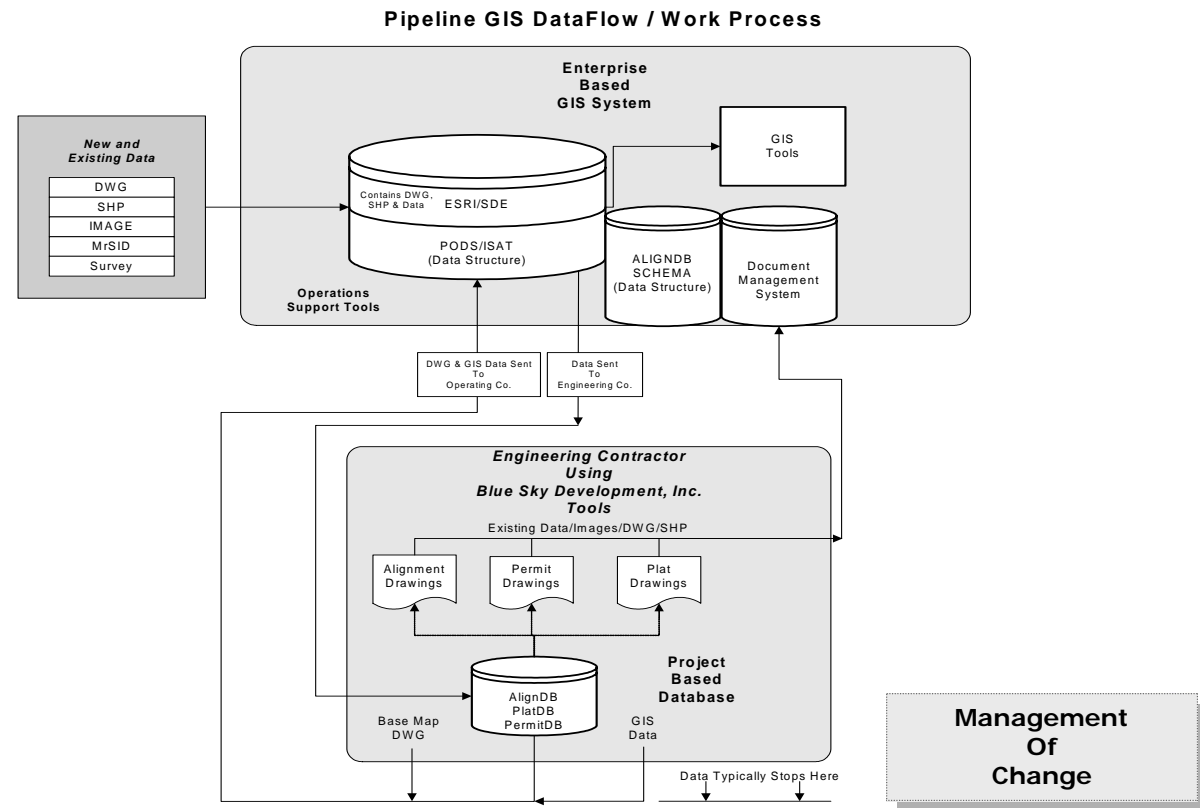 Pipeline GIS DataFlow / Work Process
Enterprise
Based
GIS System
New and
Existing Data
DWG
SHP
IMAGE
MrSID
Survey
Contains DWG,
SHP & Data
ESRI/SDE
PODS/ISAT
(Data Structure)
GIS
Tools
ALIGNDB
SCHEMA
(Data Structure)
Document
Management
System
Operations
Support Tools
DWG & GIS Data Sent
To
Operating Co.
Data Sent
To
Engineering Co.
Engineering Contractor
Using
Blue Sky Development, Inc.
Tools
Existing Data/Images/DWG/SHP
Alignment
Drawings
Permit
Drawings
Plat
Drawings
Project
Based
Database
AlignDB
PlatDB
PermitDB
Base Map
DWG
GIS
Data
Data Typically Stops Here
Management
Of
Change